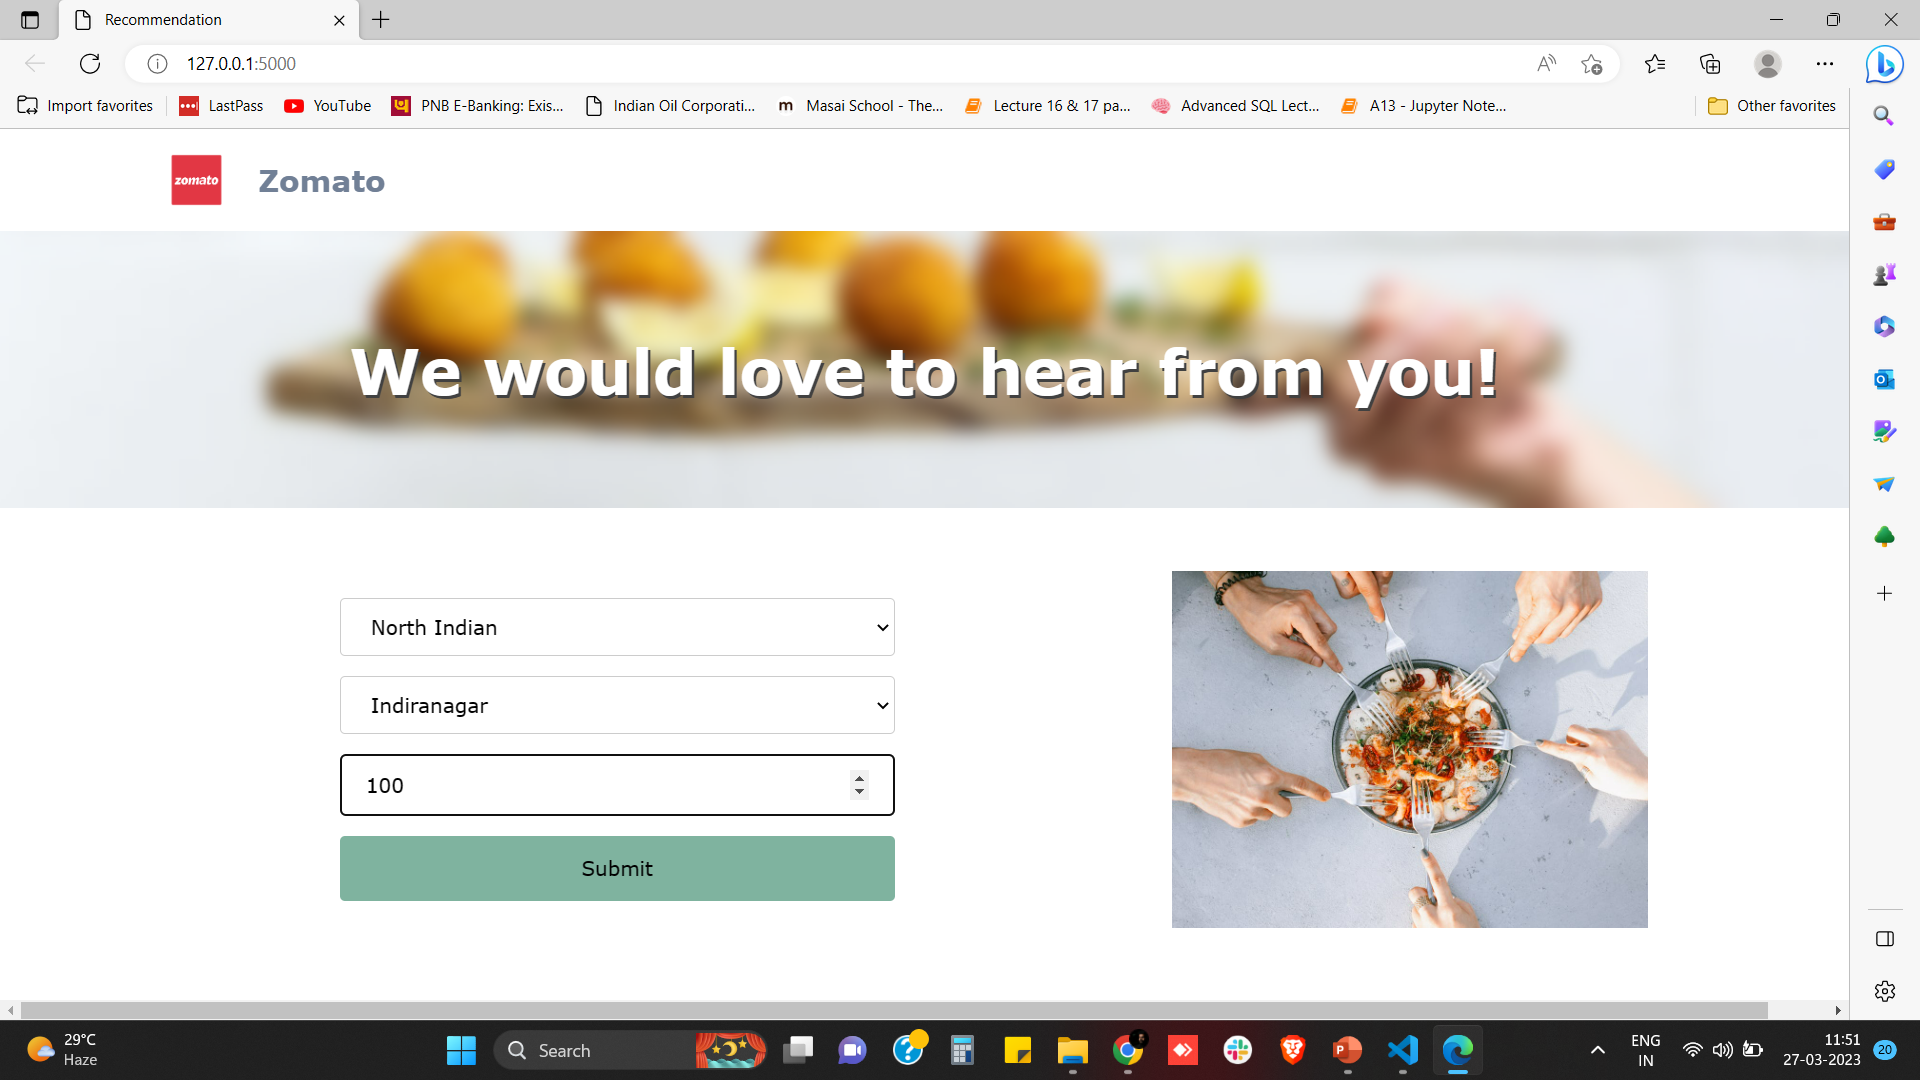 Recommendation
127.0.0.1:5000
Import favorites
LastPass
YouTube
PNB E-Banking: Exis...
Indian Oil Corporati...
m
Masai School - The...
Lecture 16 & 17 pa...
Advanced SQL Lect...
A13 - Jupyter Note...
Other favorites
zomato
Zomato
We would love to hear from you!
North Indian
Indiranagar
100
Submit
29°C
Haze
Search
ENG
IN
11:51
27-03-2023
20